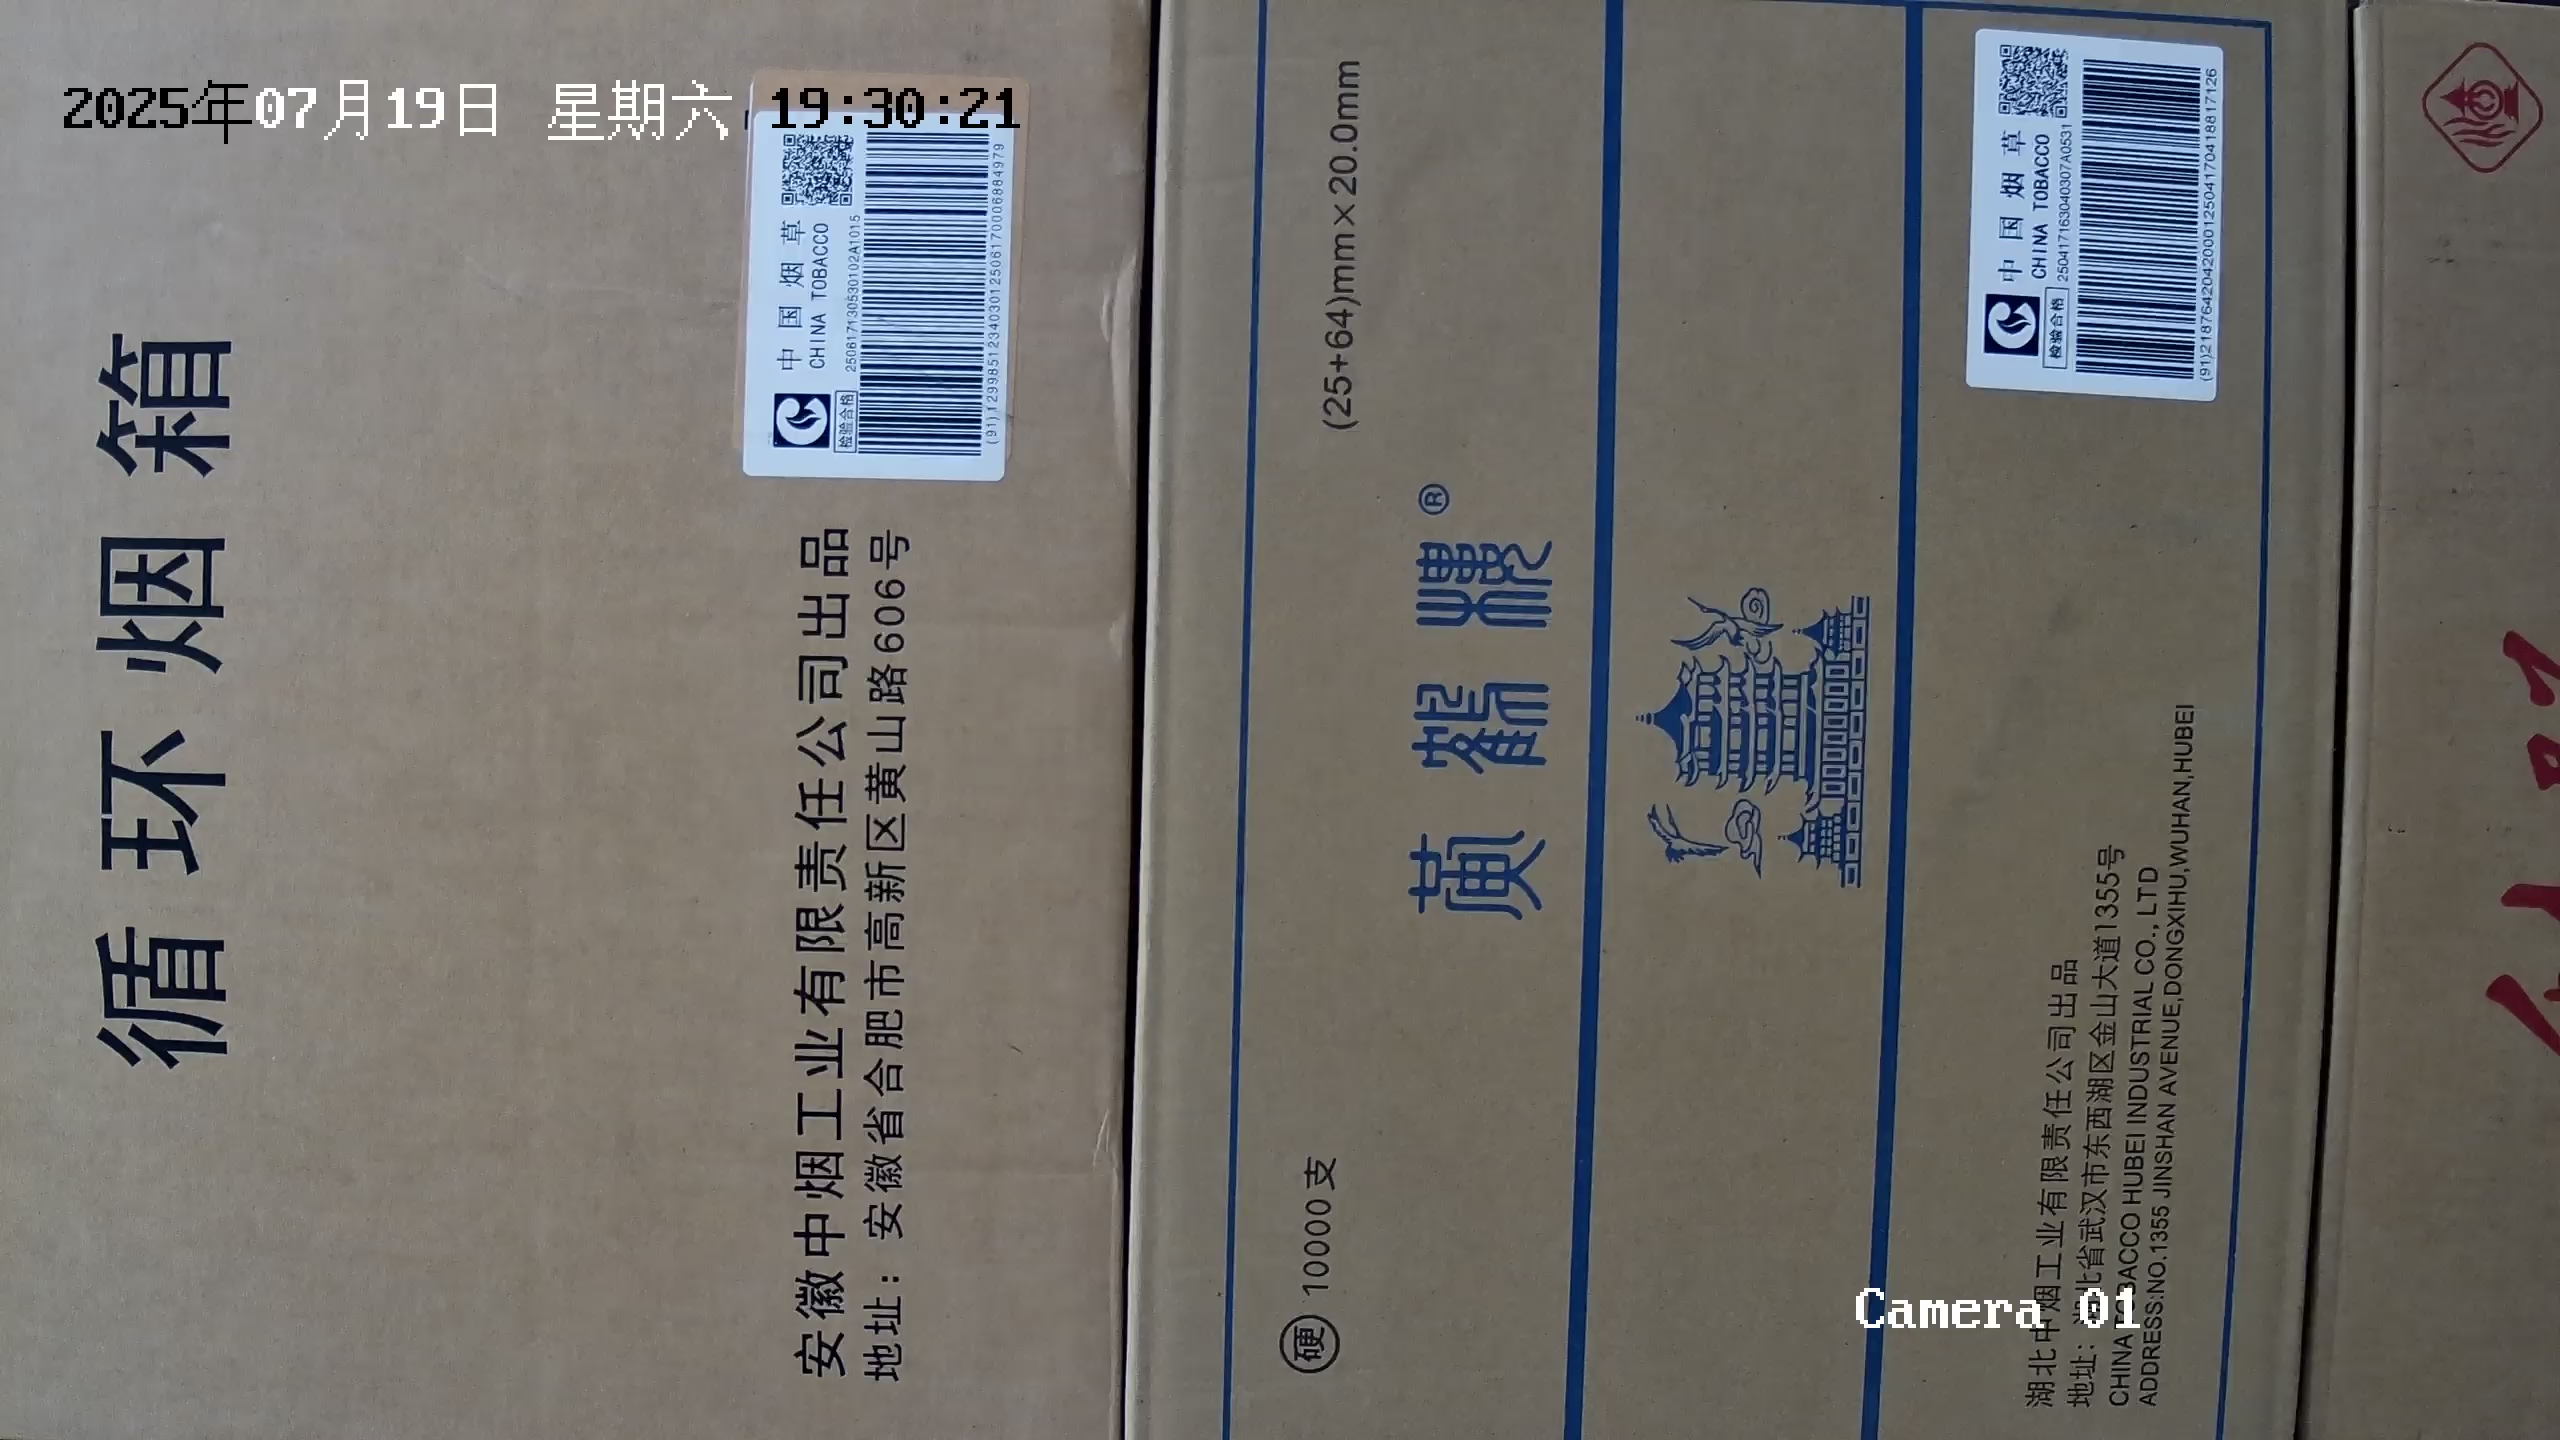 2025年07月19日 星期六 19:30:21
循环烟箱
安徽中烟工业有限责任公司出品
地址：安徽省合肥市高新区黄山路606号
中国烟草
CHINA TOBACCO
检验合格 250617130530102A1015
(91)129985123403012506170006884979
硬 10000支
(25+64)mm×20.0mm
黄鹤楼®
中国烟草
CHINA TOBACCO
检验合格 250417163040307A0531
(91)21876420420001250417041881 7126
湖北中烟工业有限责任公司出品
地址：湖北省武汉市东西湖区金山大道1355号
CHINA TOBACCO HUBEI INDUSTRIAL CO., LTD
ADDRESS:NO.1355 JINSHAN AVENUE,DONGXIHU,WUHAN,HUBEI
Camera 01